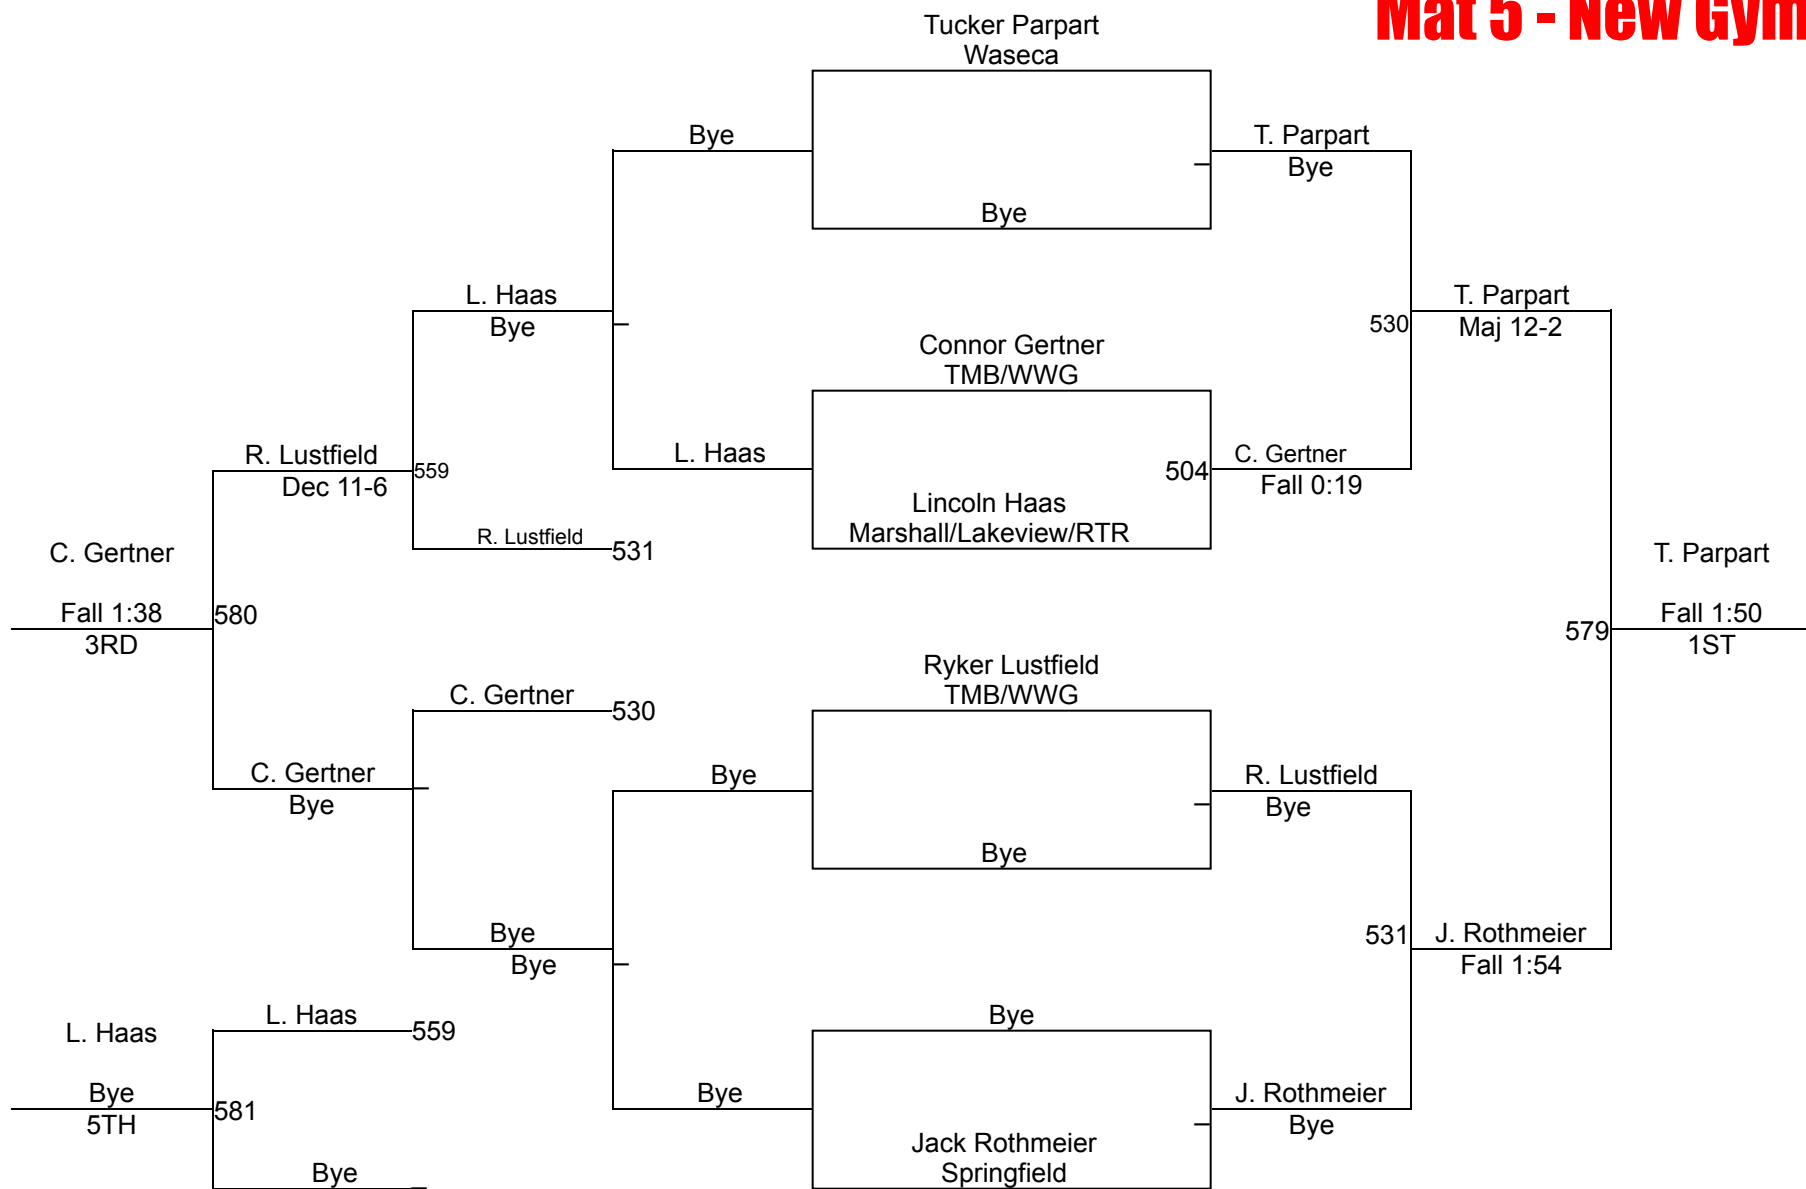 Mat 5 - New Gym
Tucker Parpart
Waseca
Bye
T. Parpart
Bye
Bye
L. Haas
Bye
T. Parpart
530
Maj 12-2
Connor Gertner
TMB/WWG
R. Lustfield
559
Dec 11-6
L. Haas
504
C. Gertner
Fall 0:19
Lincoln Haas
Marshall/Lakeview/RTR
R. Lustfield
531
C. Gertner
T. Parpart
Fall 1:38
580
3RD
579
Fall 1:50
1ST
Ryker Lustfield
TMB/WWG
C. Gertner
530
C. Gertner
Bye
Bye
R. Lustfield
Bye
Bye
Bye
Bye
531
J. Rothmeier
Fall 1:54
L. Haas
L. Haas
559
Bye
Bye
581
5TH
Bye
J. Rothmeier
Bye
Jack Rothmeier
Springfield
Bye